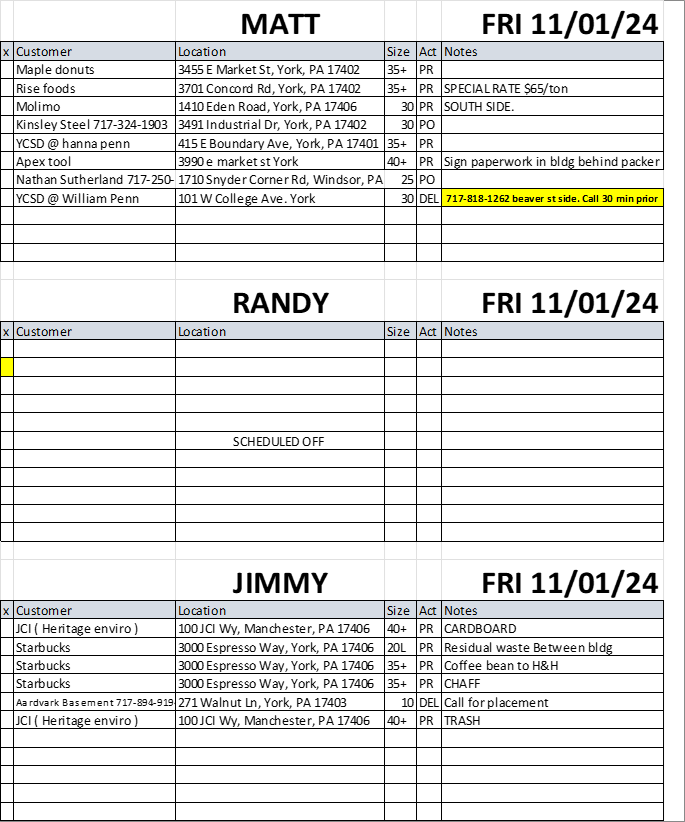 MATT FRI 11/01/24
x Customer Location Size Act Notes
Maple donuts 3455 E Market St, York, PA 17402 35+ PR
Rise foods 3701 Concord Rd, York, PA 17402 35+ PR SPECIAL RATE $65/ton
Molimo 1410 Eden Road, York, PA 17406 30 PR SOUTH SIDE.
Kinsley Steel 717-324-1903 3491 Industrial Dr, York, PA 17402 30 PO
YCSD @ hanna penn 415 E Boundary Ave, York, PA 17401 35+ PR
Apex tool 3990 e market st York 40+ PR Sign paperwork in bldg behind packer
Nathan Sutherland 717-250- 1710 Snyder Corner Rd, Windsor, PA 25 PO
YCSD @ William Penn 101 W College Ave. York 30 DEL 717-818-1262 beaver st side. Call 30 min prior
RANDY FRI 11/01/24
x Customer Location Size Act Notes
SCHEDULED OFF
JIMMY FRI 11/01/24
x Customer Location Size Act Notes
JCI ( Heritage enviro ) 100 JCI Wy, Manchester, PA 17406 40+ PR CARDBOARD
Starbucks 3000 Espresso Way, York, PA 17406 20L PR Residual waste Between bldg
Starbucks 3000 Espresso Way, York, PA 17406 35+ PR Coffee bean to H&H
Starbucks 3000 Espresso Way, York, PA 17406 35+ PR CHAFF
Aardvark Basement 717-894-919 271 Walnut Ln, York, PA 17403 10 DEL Call for placement
JCI ( Heritage enviro ) 100 JCI Wy, Manchester, PA 17406 40+ PR TRASH